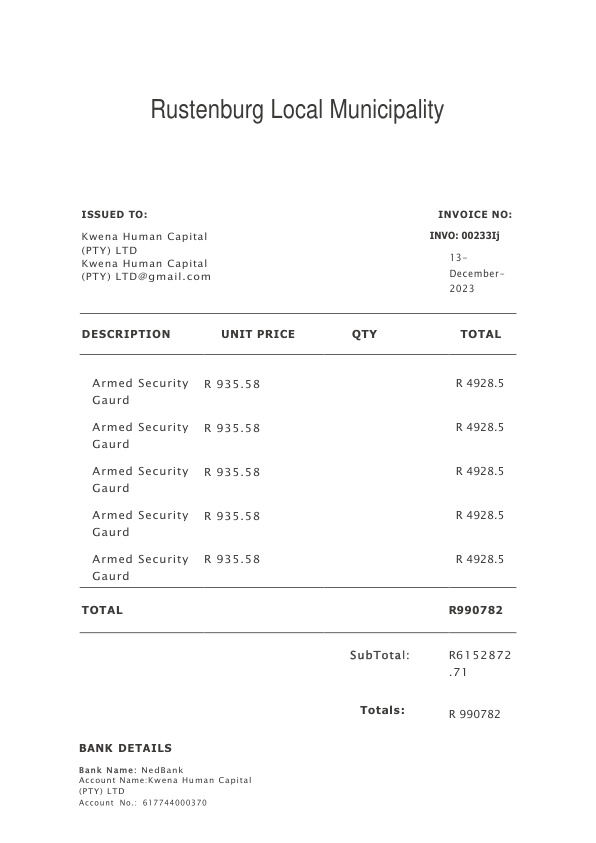 Rustenburg Local Municipality
ISSUED TO:
INVOICE NO:
Kwena Human Capital
(PTY) LTD
Kwena Human Capital
(PTY) LTD@gmail.com
INVO: 00233Ij
13-
December-
2023
DESCRIPTION UNIT PRICE QTY TOTAL
Armed Security R 935.58 R 4928.5
Gaurd
Armed Security R 935.58 R 4928.5
Gaurd
Armed Security R 935.58 R 4928.5
Gaurd
Armed Security R 935.58 R 4928.5
Gaurd
Armed Security R 935.58 R 4928.5
Gaurd
TOTAL R990782
SubTotal: R6152872
.71
Totals: R 990782
BANK DETAILS
Bank Name: NedBank
Account Name:Kwena Human Capital
(PTY) LTD
Account No.: 617744000370